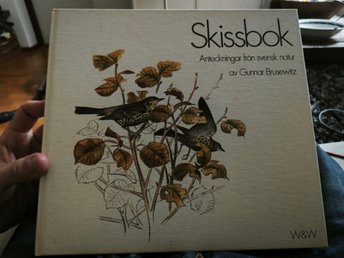 Skissbok
Anteckningar från svensk natur
av Gunnar Brusewitz
W&W